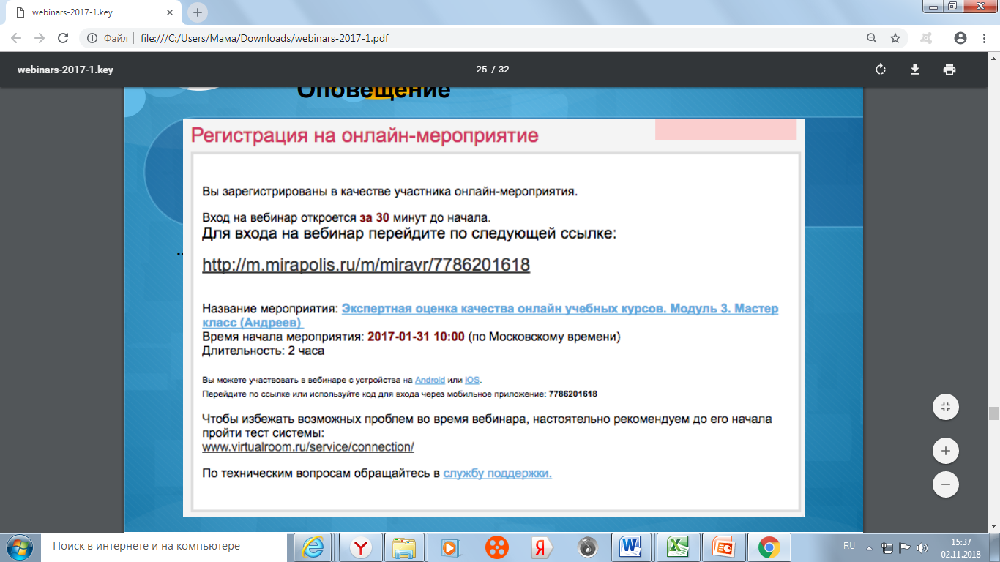 webinars-2017-1.key
Файл
file:///C:/Users/Мама/Downloads/webinars-2017-1.pdf
webinars-2017-1.key
25 / 32
Оповещение
Регистрация на онлайн-мероприятие
Вы зарегистрированы в качестве участника онлайн-мероприятия.
Вход на вебинар откроется за 30 минут до начала.
Для входа на вебинар перейдите по следующей ссылке:
http://m.mirapolis.ru/m/miravr/7786201618
Название мероприятия: Экспертная оценка качества онлайн учебных курсов. Модуль 3. Мастер
класс (Андреев)
Время начала мероприятия: 2017-01-31 10:00 (по Московскому времени)
Длительность: 2 часа
Вы можете участвовать в вебинаре с устройства на Android или iOS.
Перейдите по ссылке или используйте код для входа через мобильное приложение: 7786201618
Чтобы избежать возможных проблем во время вебинара, настоятельно рекомендуем до его начала
пройти тест системы:
www.virtualroom.ru/service/connection/
По техническим вопросам обращайтесь в службу поддержки.
Поиск в интернете и на компьютере
RU
15:37
02.11.2018